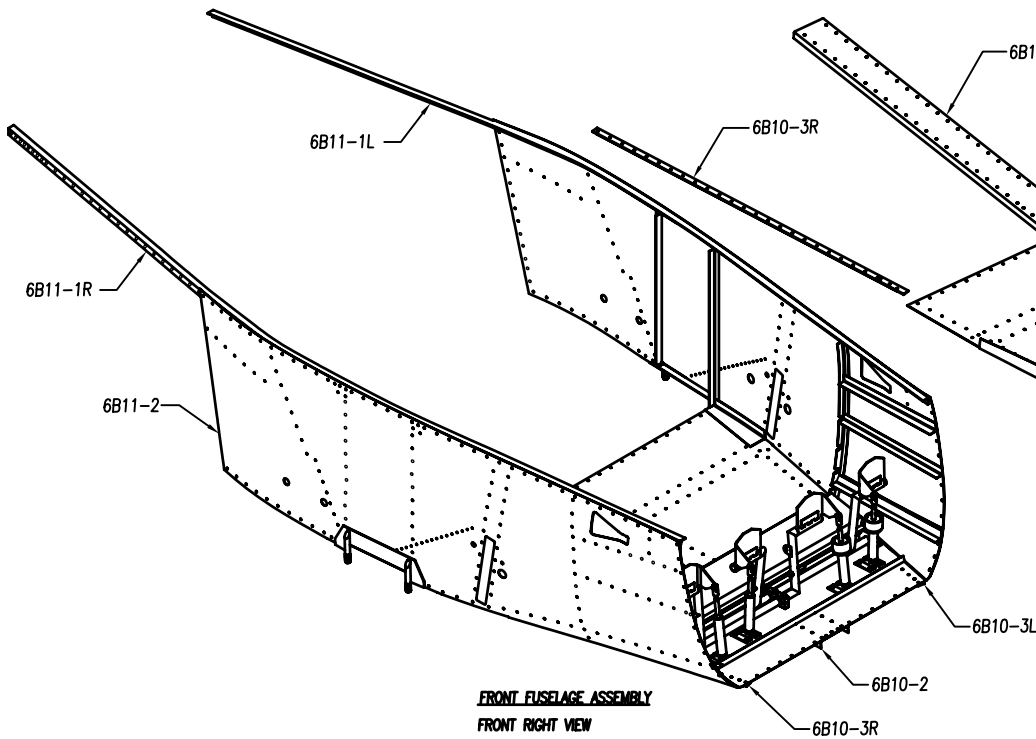 6B1
6B10-3R
6B11-1L
6B11-1R
6B11-2
6B10-3L
6B10-2
6B10-3R
FRONT FUSELAGE ASSEMBLY
FRONT RIGHT VIEW